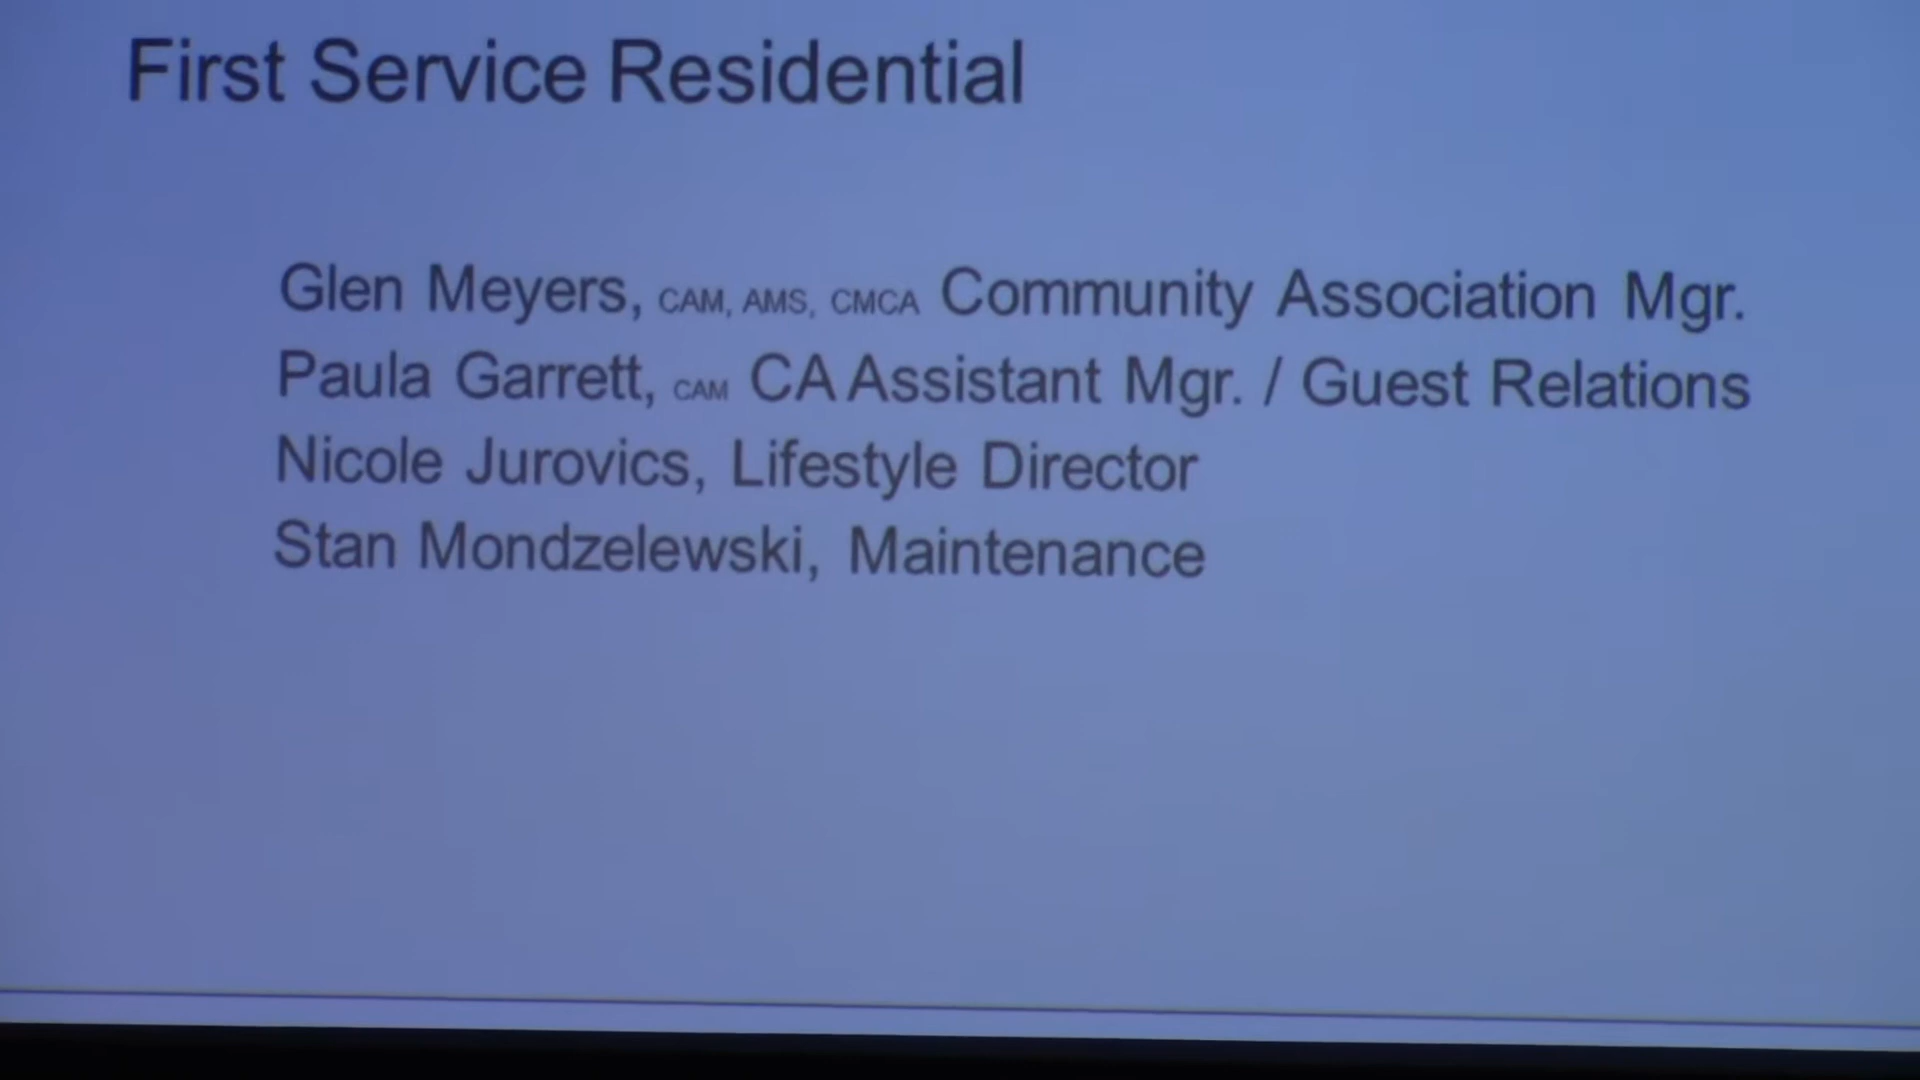 First Service Residential
Glen Meyers, CAM, AMS, CMCA Community Association Mgr.
Paula Garrett, CAM CA Assistant Mgr. / Guest Relations
Nicole Jurovics, Lifestyle Director
Stan Mondzelewski, Maintenance